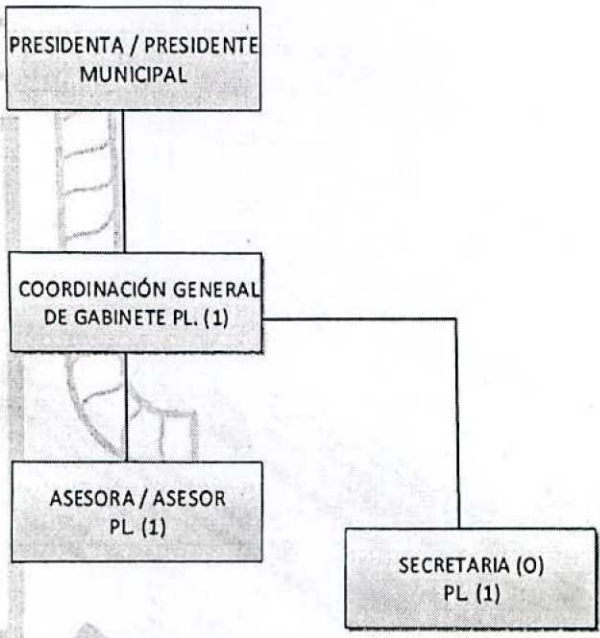 PRESIDENTA / PRESIDENTE
MUNICIPAL
COORDINACIÓN GENERAL
DE GABINETE PL. (1)
ASESORA / ASESOR
PL (1)
SECRETARIA (O)
PL (1)